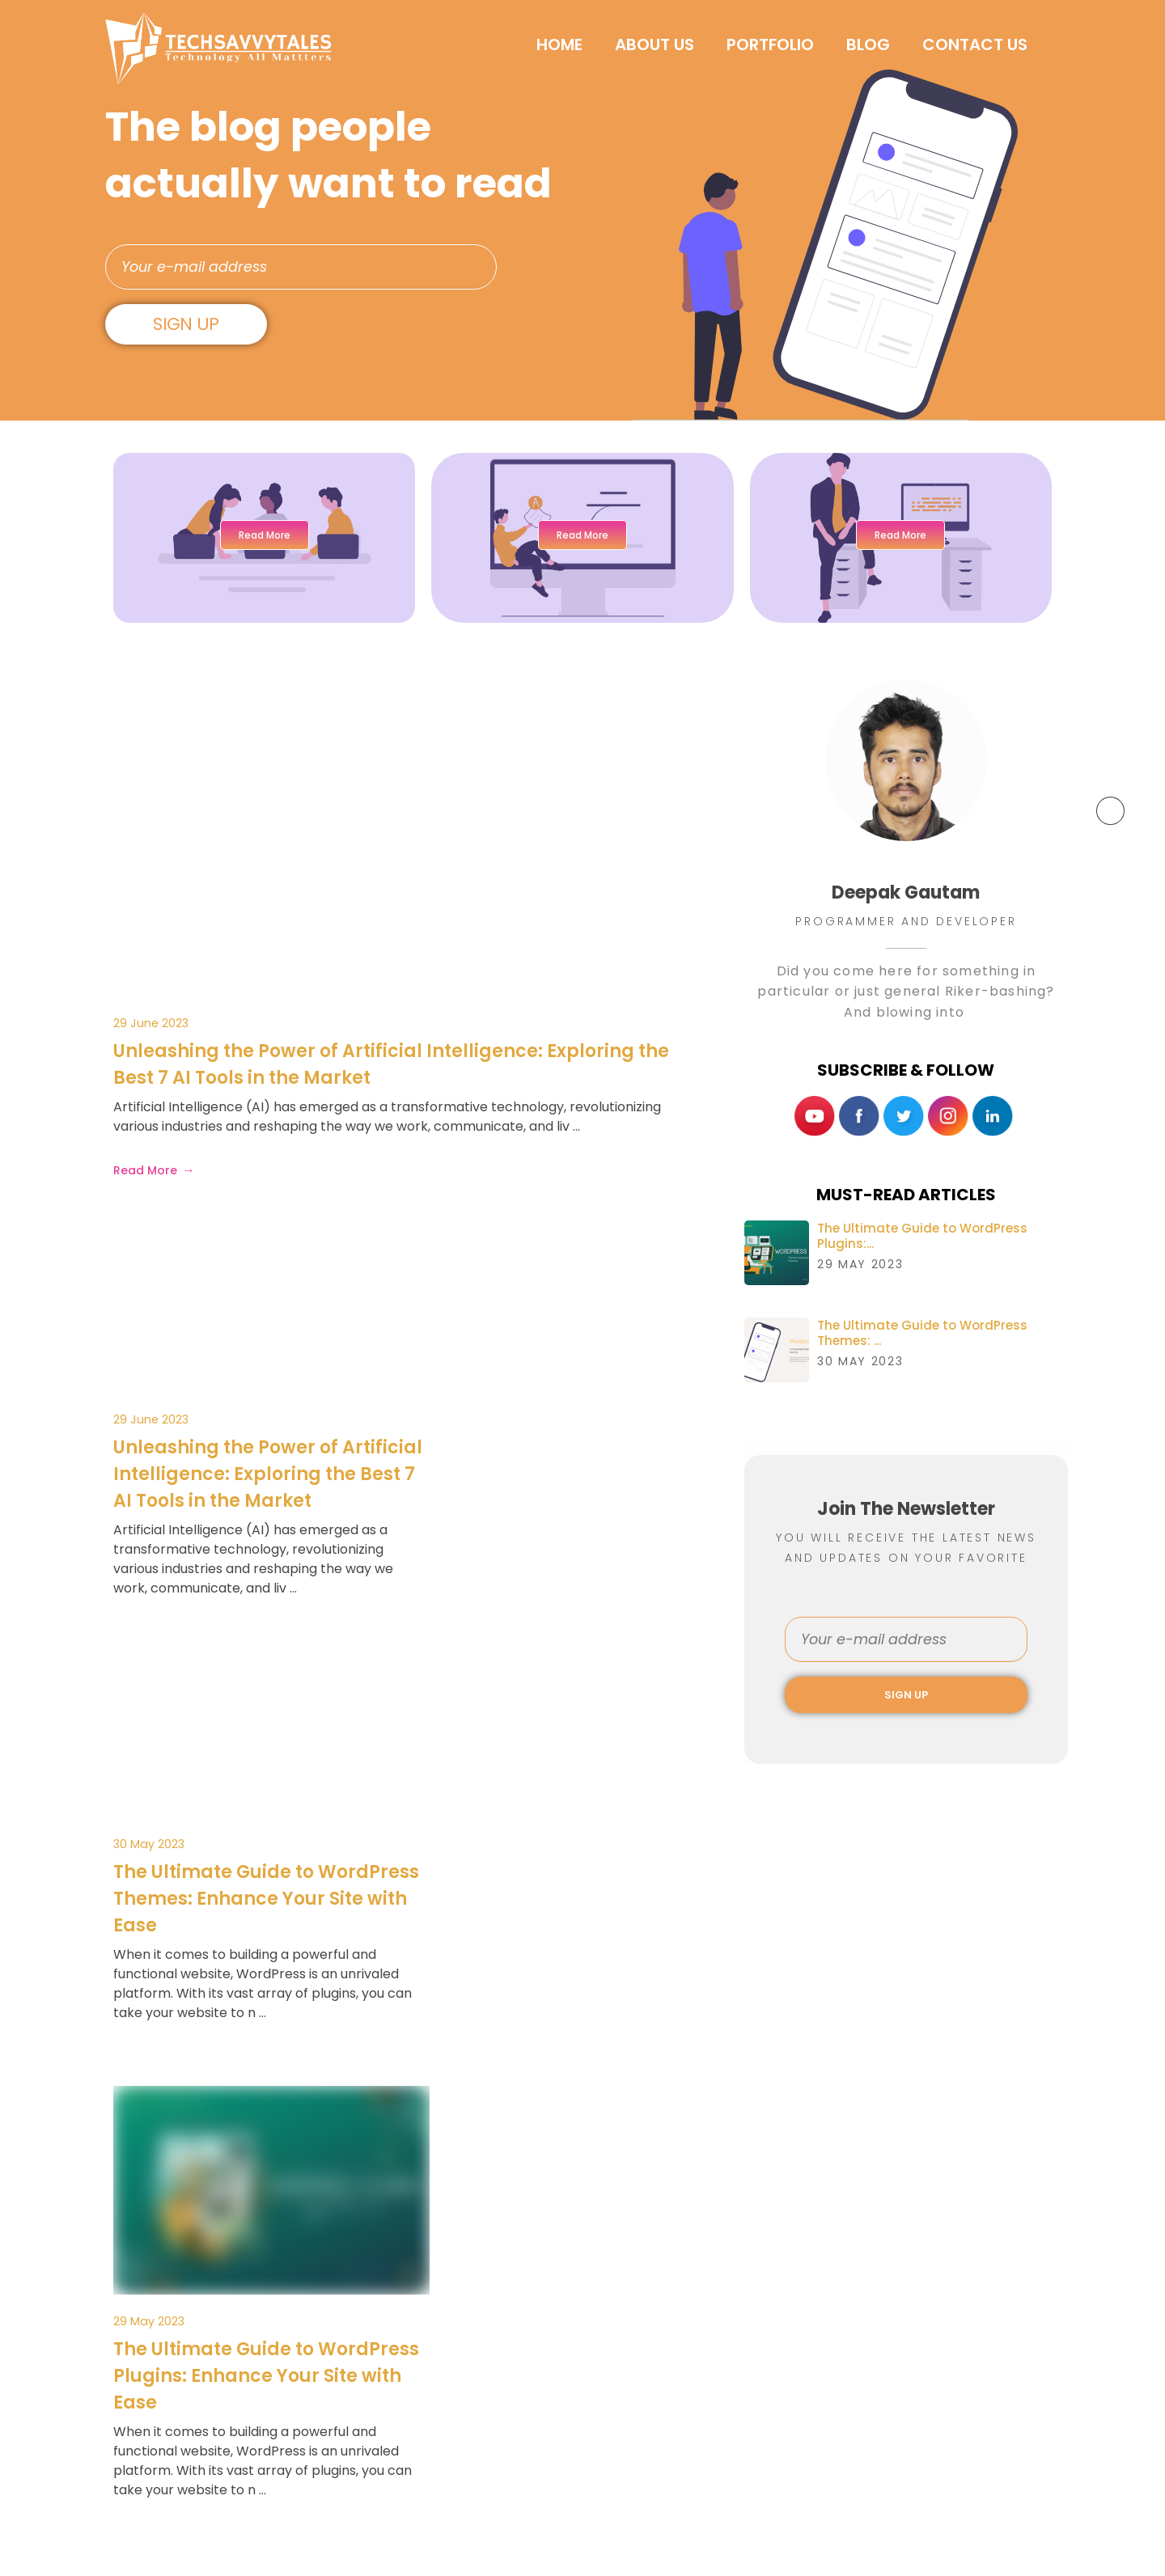 TECHSAVVYTALES
Technology All Mattters
HOME
ABOUT US
PORTFOLIO
BLOG
CONTACT US
The blog people
actually want to read
Your e-mail address
SIGN UP
Read More
Read More
Read More
Deepak Gautam
PROGRAMMER AND DEVELOPER
Did you come here for something in
particular or just general Riker-bashing?
And blowing into
SUBSCRIBE & FOLLOW
MUST-READ ARTICLES
WORDPRESS
The Ultimate Guide to WordPress
Plugins:...
29 MAY 2023
The Ultimate Guide to WordPress
Themes: ...
30 MAY 2023
Join The Newsletter
YOU WILL RECEIVE THE LATEST NEWS
AND UPDATES ON YOUR FAVORITE
Your e-mail address
SIGN UP
29 June 2023
Unleashing the Power of Artificial Intelligence: Exploring the
Best 7 AI Tools in the Market
Artificial Intelligence (AI) has emerged as a transformative technology, revolutionizing
various industries and reshaping the way we work, communicate, and liv ...
Read More →
29 June 2023
Unleashing the Power of Artificial
Intelligence: Exploring the Best 7
AI Tools in the Market
Artificial Intelligence (AI) has emerged as a
transformative technology, revolutionizing
various industries and reshaping the way we
work, communicate, and liv ...
30 May 2023
The Ultimate Guide to WordPress
Themes: Enhance Your Site with
Ease
When it comes to building a powerful and
functional website, WordPress is an unrivaled
platform. With its vast array of plugins, you can
take your website to n ...
29 May 2023
The Ultimate Guide to WordPress
Plugins: Enhance Your Site with
Ease
When it comes to building a powerful and
functional website, WordPress is an unrivaled
platform. With its vast array of plugins, you can
take your website to n ...